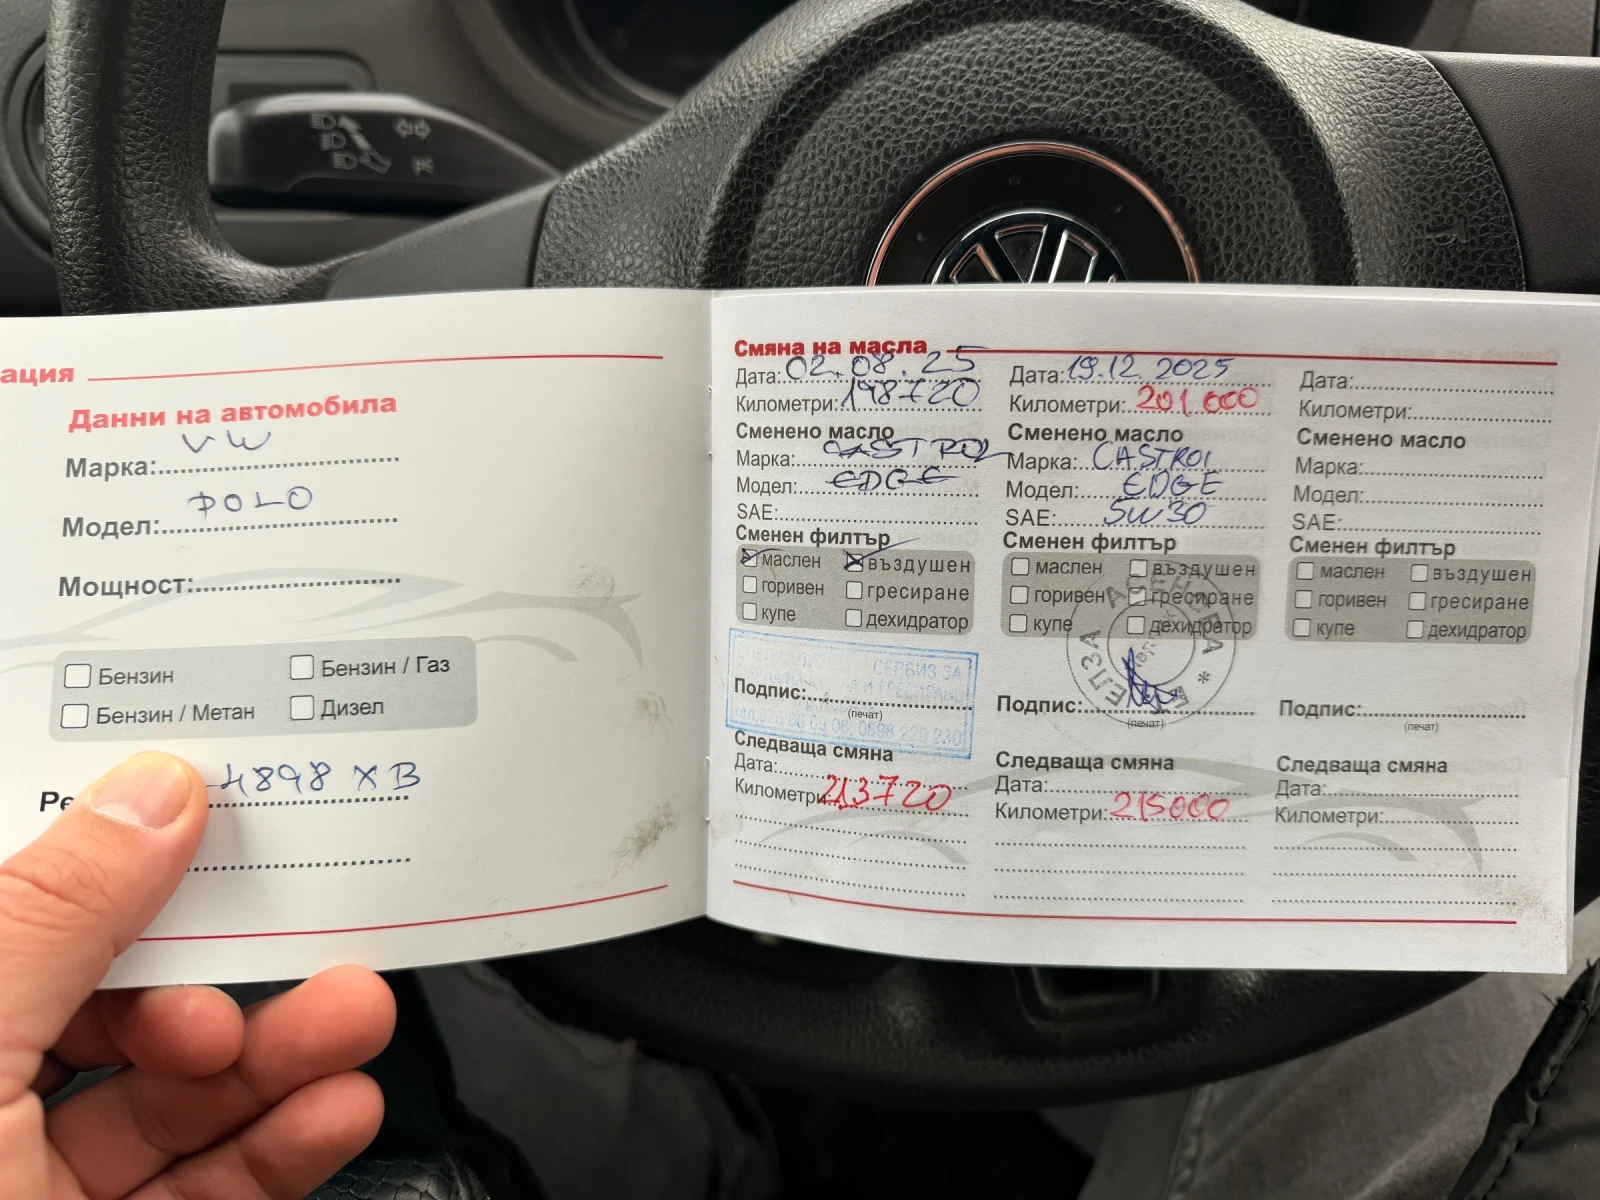 ация
Данни на автомобила
Марка: VW
Модел: POLO
Мощност:
Бензин
Бензин / Газ
Бензин / Метан
Дизел
4898 XB
Смяна на масла
Дата: 02.08.25
Километри: 198720
Сменено масло
Марка: CASTROL
Модел: EDGE
SAE:
Сменен филтър
маслен
въздушен
горивен
гресиране
купе
дехидратор
СЕРВИЗ ЗА
И ГРЕСИРАНЕ
Подпис:
(печат)
Следваща смяна
Дата:
Километри: 213720
Дата: 19.12.2025
Километри: 201000
Сменено масло
Марка: CASTROL
Модел: EDGE
SAE: 5W30
Сменен филтър
маслен
въздушен
горивен
гресиране
купе
дехидратор
Подпис:
(печат)
Следваща смяна
Дата:
Километри: 215000
Дата:
Километри:
Сменено масло
Марка:
Модел:
SAE:
Сменен филтър
маслен
въздушен
горивен
гресиране
купе
дехидратор
Подпис:
(печат)
Следваща смяна
Дата:
Километри: